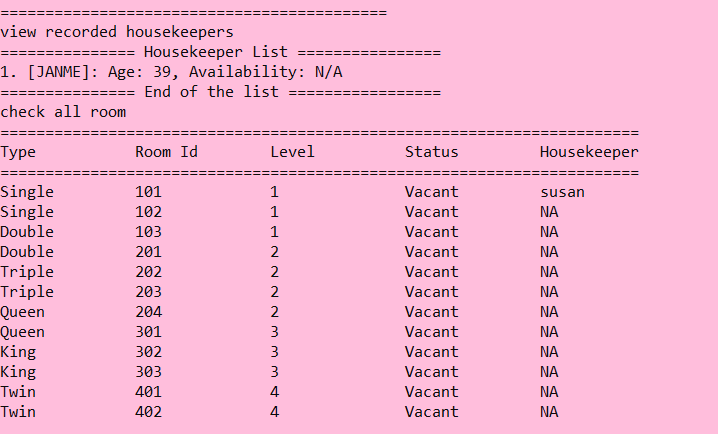 ===========================================
view recorded housekeepers
=============== Housekeeper List ================
1. [JANME]: Age: 39, Availability: N/A
=============== End of the list =================
check all room
=======================================================================
Type         Room Id        Level          Status         Housekeeper
=======================================================================
Single         101            1              Vacant         susan
Single         102            1              Vacant         NA
Double         103            1              Vacant         NA
Double         201            2              Vacant         NA
Triple         202            2              Vacant         NA
Triple         203            2              Vacant         NA
Queen          204            2              Vacant         NA
Queen          301            3              Vacant         NA
King           302            3              Vacant         NA
King           303            3              Vacant         NA
Twin           401            4              Vacant         NA
Twin           402            4              Vacant         NA